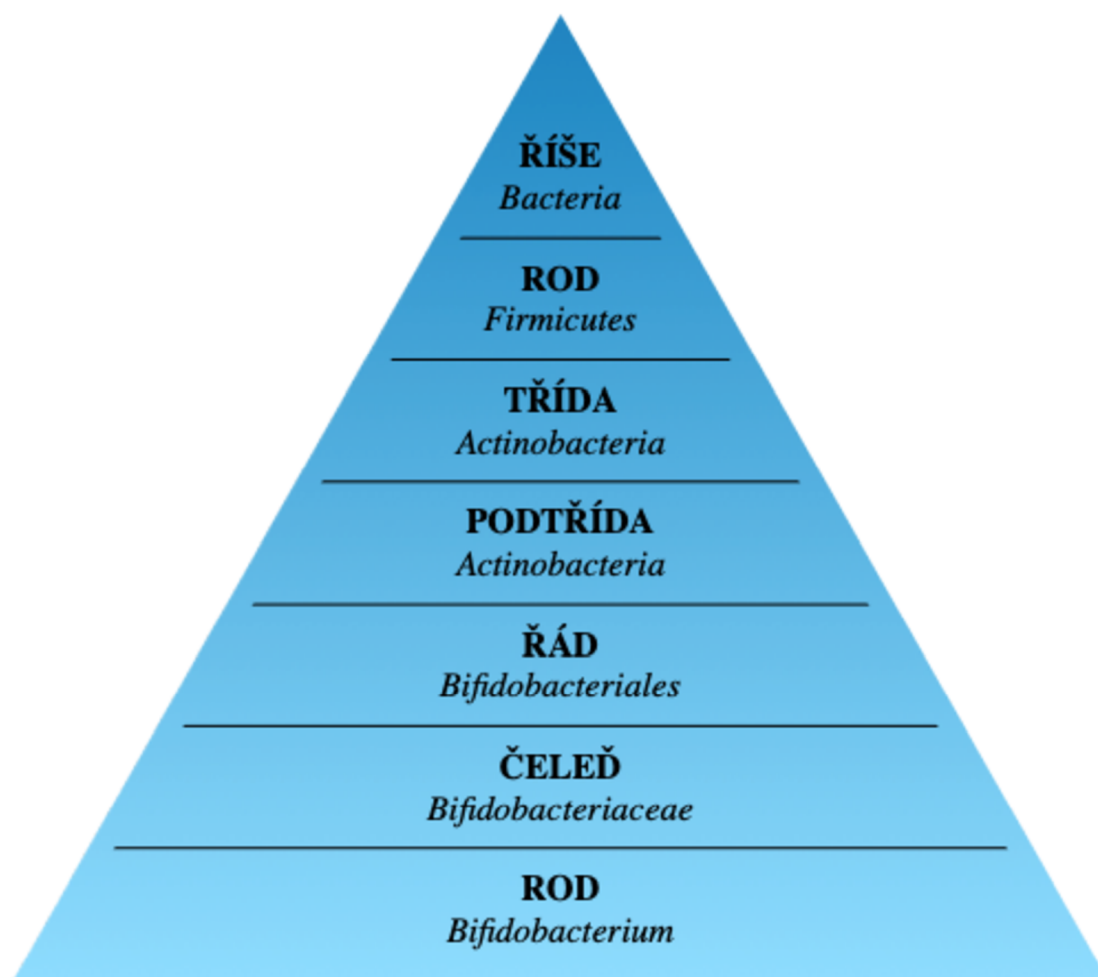 ŘÍŠE
Bacteria
ROD
Firmicutes
TŘÍDA
Actinobacteria
PODTŘÍDA
Actinobacteria
ŘÁD
Bifidobacteriales
ČELEĎ
Bifidobacteriaceae
ROD
Bifidobacterium